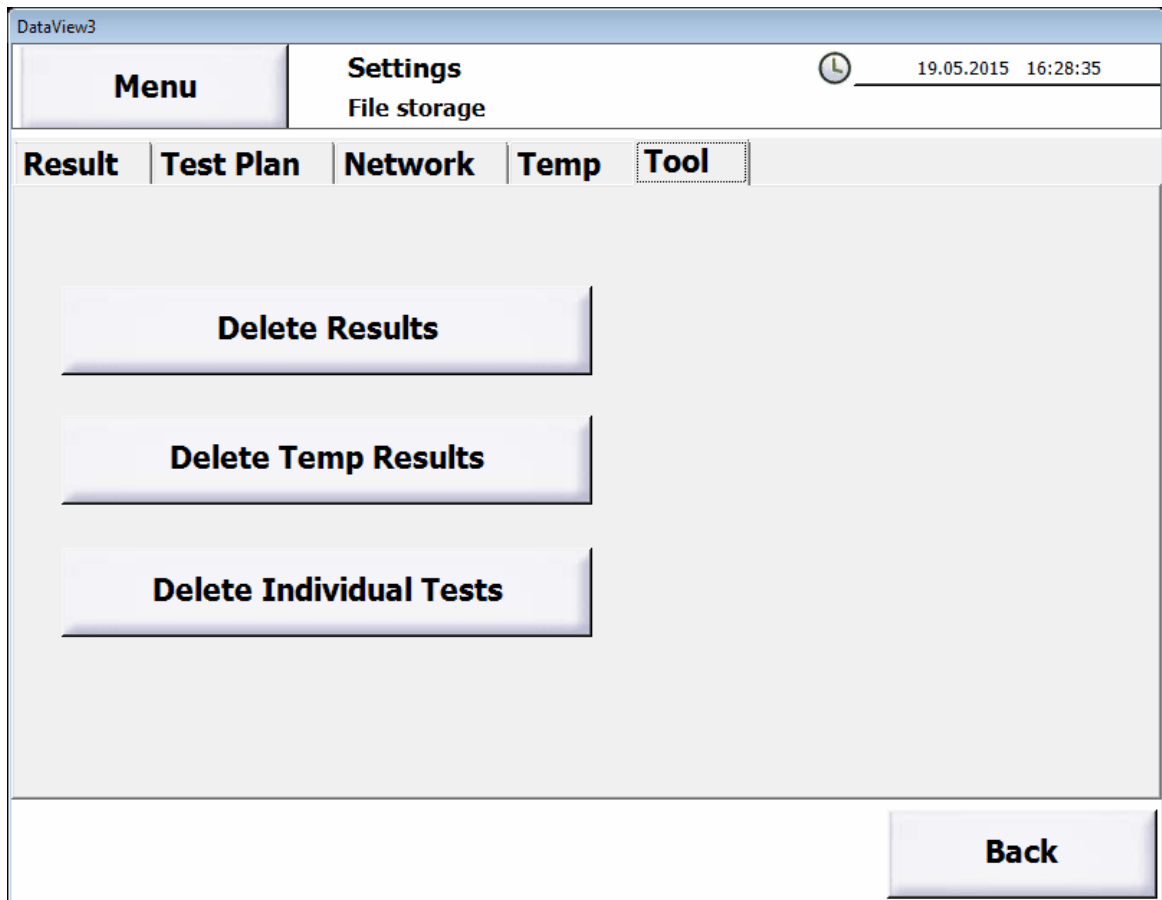 DataView3
Menu
Settings
File storage
19.05.2015 16:28:35
Result Test Plan Network Temp Tool
Delete Results
Delete Temp Results
Delete Individual Tests
Back